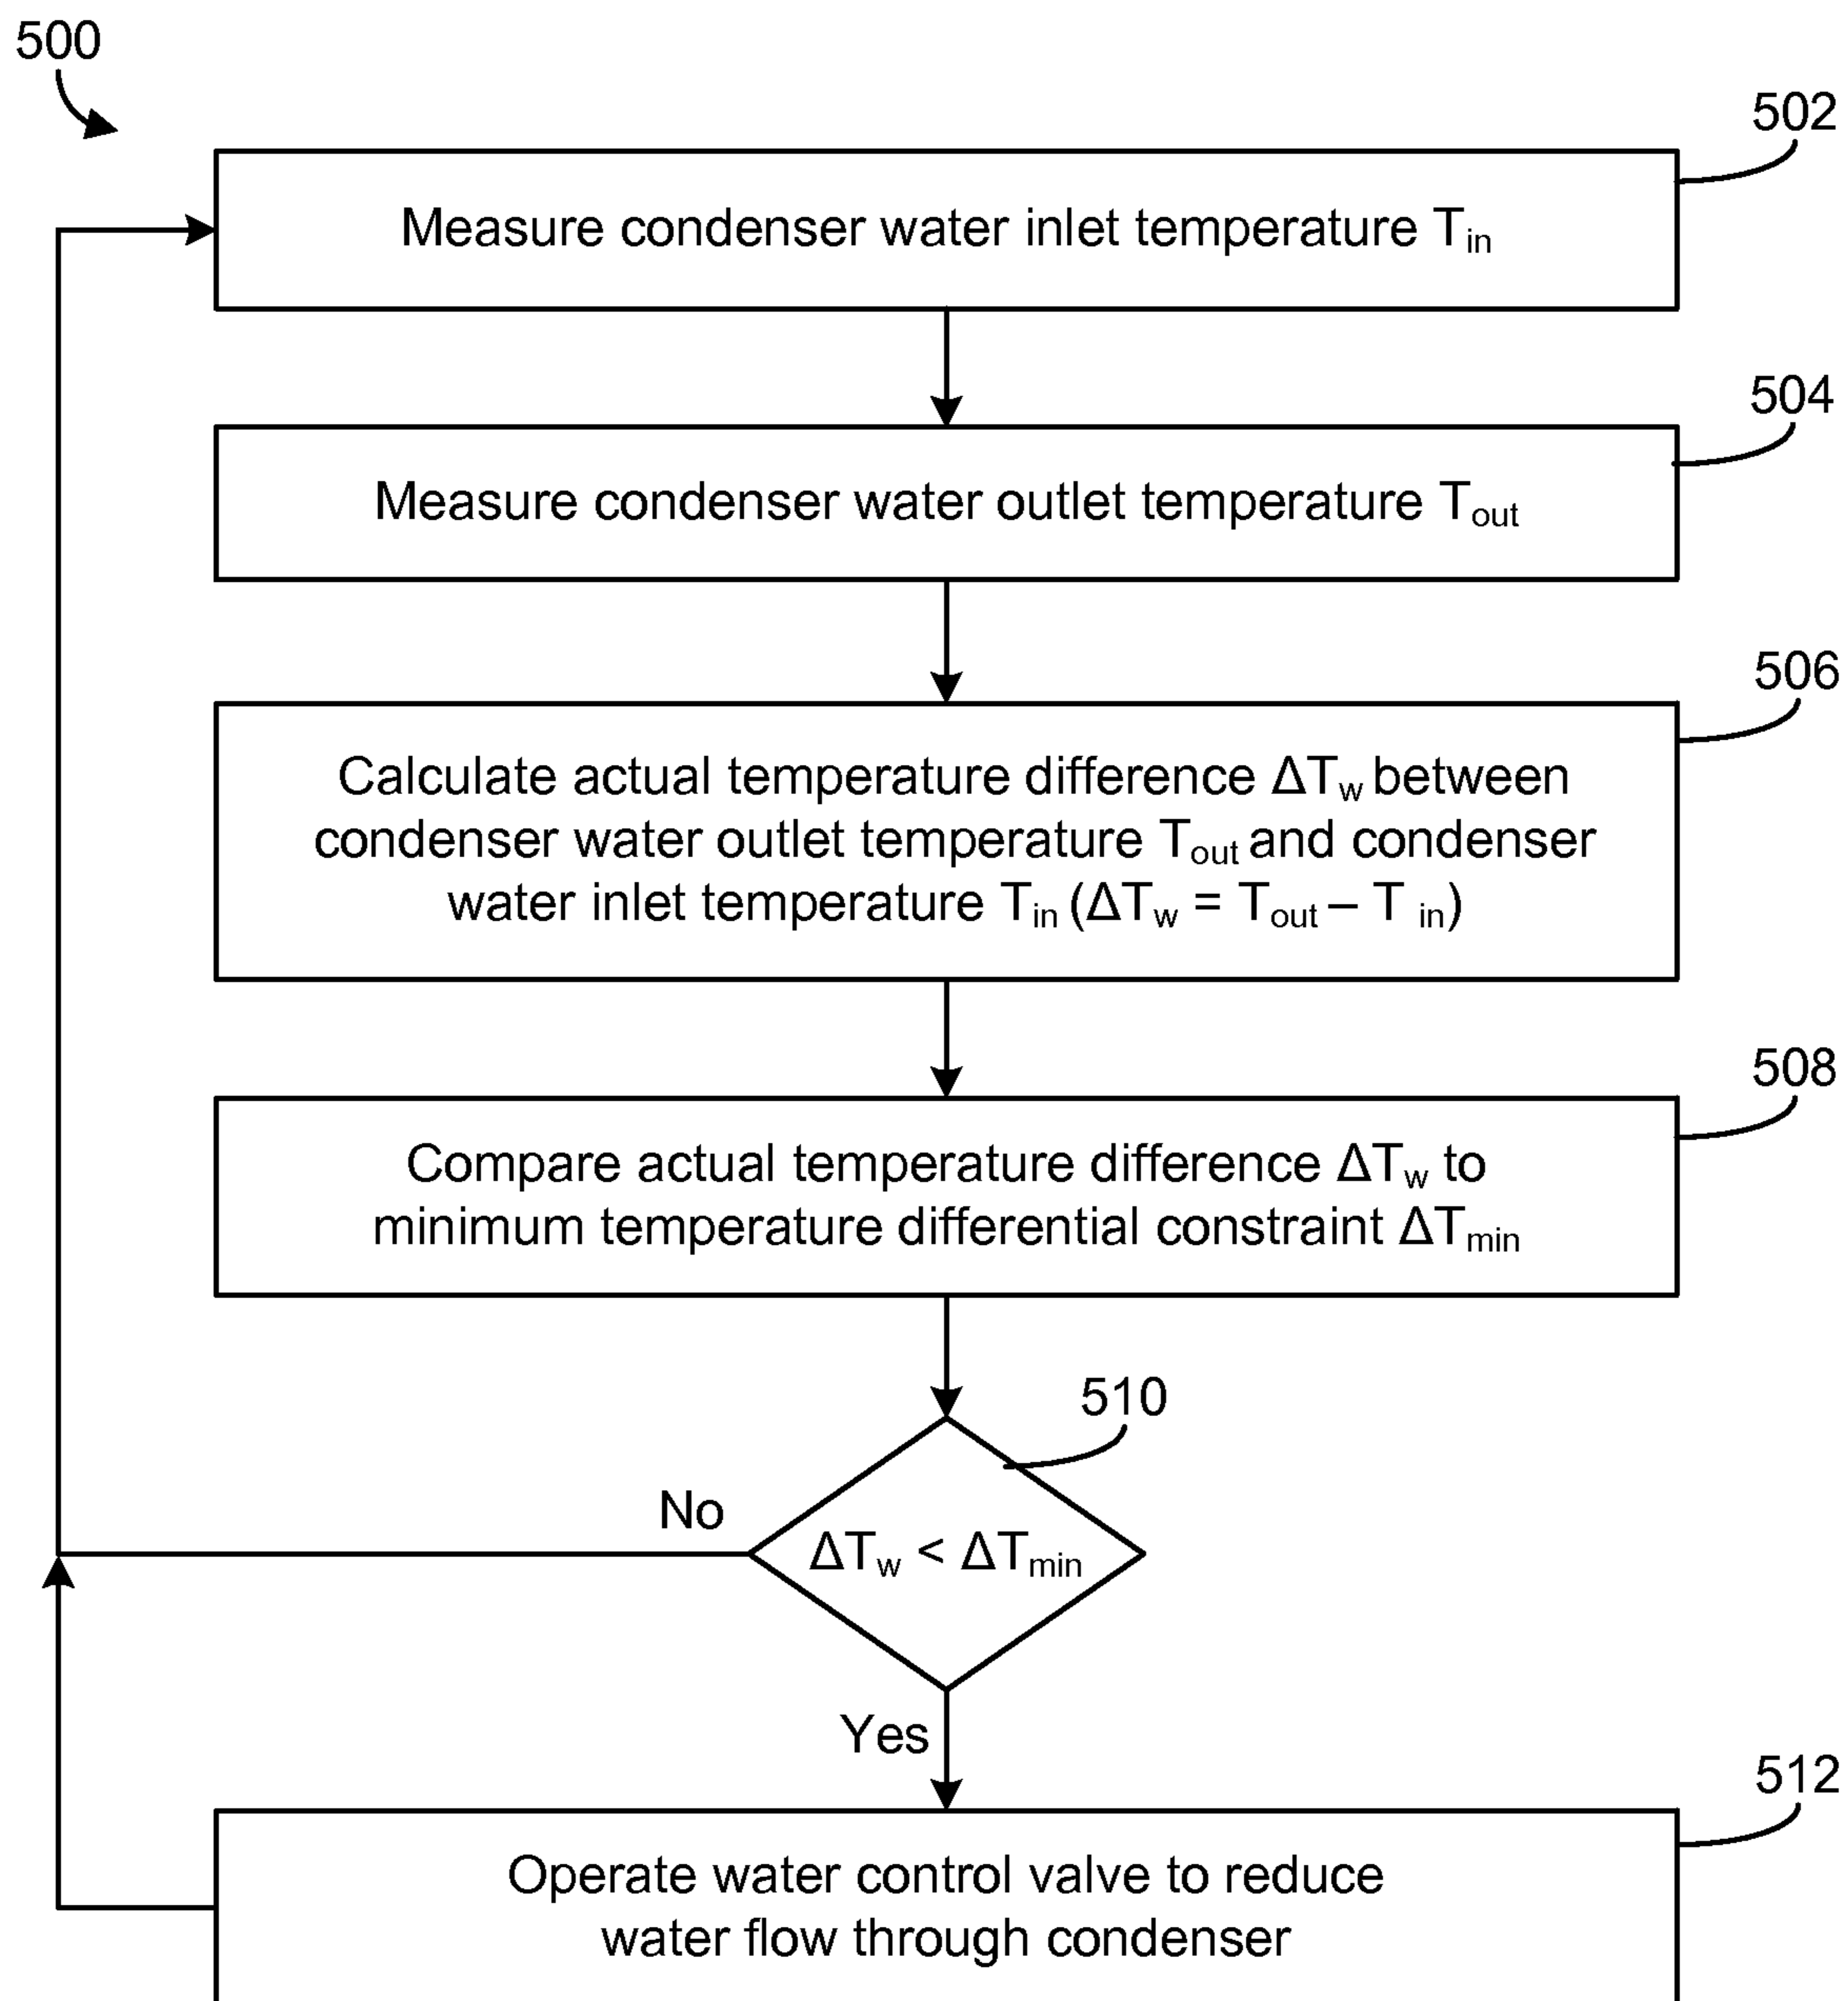 500
502
Measure condenser water inlet temperature Tin
504
Measure condenser water outlet temperature Tout
506
Calculate actual temperature difference ΔTw between
condenser water outlet temperature Tout and condenser
water inlet temperature Tin (ΔTw = Tout – T in)
508
Compare actual temperature difference ΔTw to
minimum temperature differential constraint ΔTmin
510
No
ΔTw < ΔTmin
Yes
512
Operate water control valve to reduce
water flow through condenser